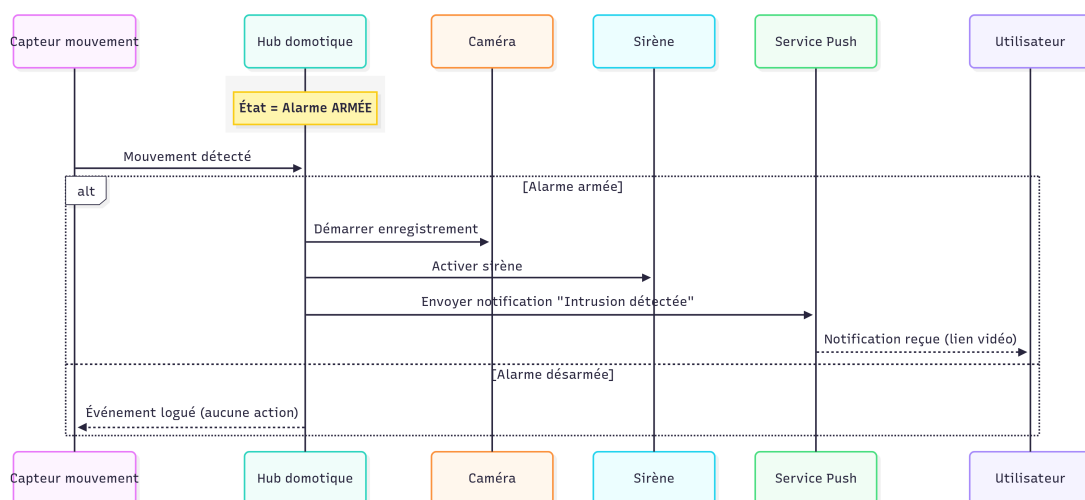 Capteur mouvement
Hub domotique
Caméra
Sirène
Service Push
Utilisateur
État = Alarme ARMÉE
Mouvement détecté
alt
[Alarme armée]
Démarrer enregistrement
Activer sirène
Envoyer notification "Intrusion détectée"
Notification reçue (lien vidéo)
[Alarme désarmée]
Événement logué (aucune action)
Capteur mouvement
Hub domotique
Caméra
Sirène
Service Push
Utilisateur